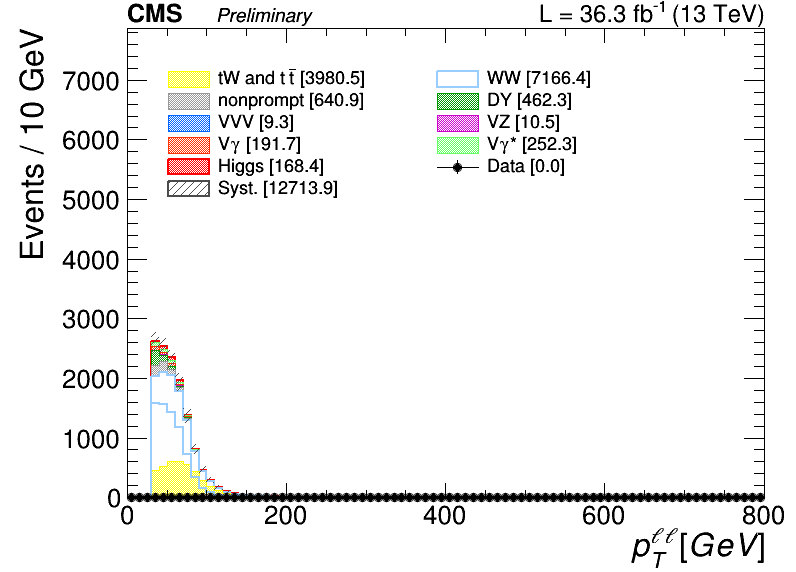 CMS Preliminary L = 36.3 fb⁻¹ (13 TeV)
Events / 10 GeV
7000
6000
5000
4000
3000
2000
1000
0
tW and tt̄ [3980.5]
nonprompt [640.9]
VVV [9.3]
Vγ [191.7]
Higgs [168.4]
Syst. [12713.9]
WW [7166.4]
DY [462.3]
VZ [10.5]
Vγ* [252.3]
Data [0.0]
0 200 400 600 800
p_T^ℓℓ [GeV]